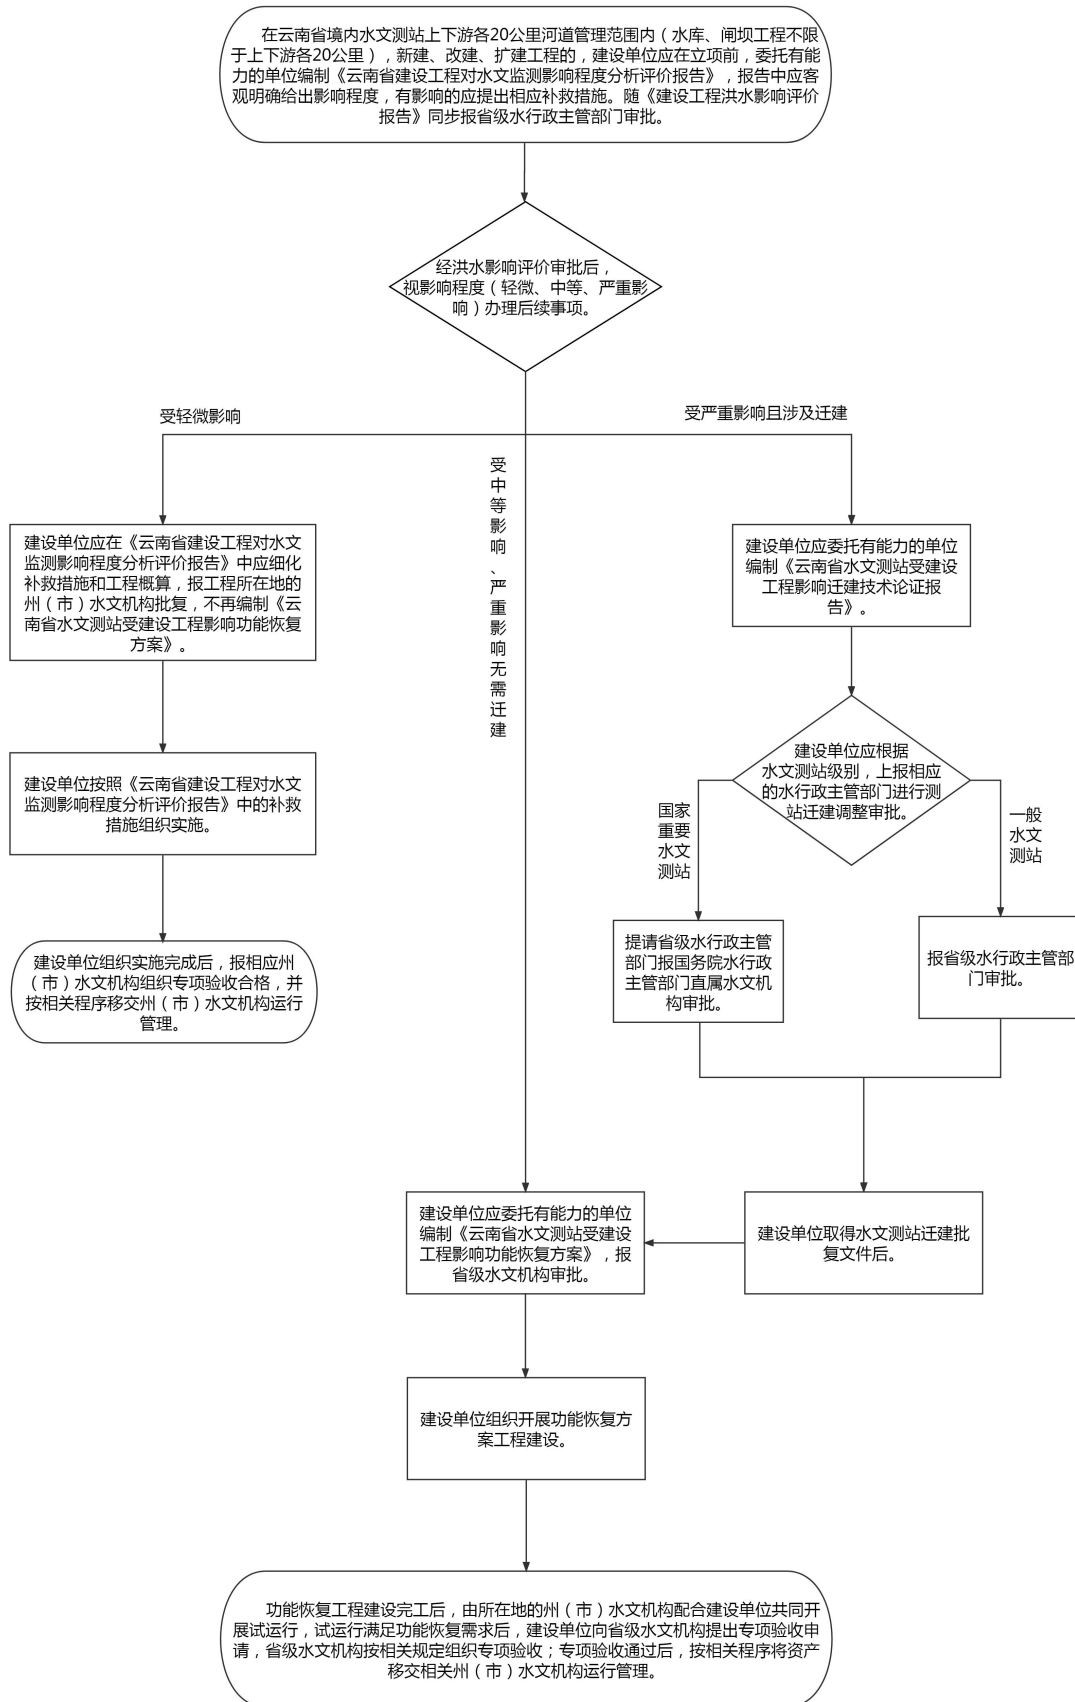 在云南省境内水文测站上下游各20公里河道管理范围内（水库、闸坝工程不限
于上下游各20公里），新建、改建、扩建工程的，建设单位应在立项前，委托有能
力的单位编制《云南省建设工程对水文监测影响程度分析评价报告》，报告中应客
观明确给出影响程度，有影响的应提出相应补救措施。随《建设工程洪水影响评价
报告》同步报省级水行政主管部门审批。
经洪水影响评价审批后，
视影响程度（轻微、中等、严重影
响）办理后续事项。
受轻微影响
受中等影响、严重影响无需迁建
受严重影响且涉及迁建
建设单位应在《云南省建设工程对水文
监测影响程度分析评价报告》中应细化
补救措施和工程概算，报工程所在地的
州（市）水文机构批复，不再编制《云
南省水文测站受建设工程影响功能恢复
方案》。
建设单位按照《云南省建设工程对水文
监测影响程度分析评价报告》中的补救
措施组织实施。
建设单位组织实施完成后，报相应州
（市）水文机构组织专项验收合格，并
按相关程序移交州（市）水文机构运行
管理。
建设单位应委托有能力的单位
编制《云南省水文测站受建设
工程影响迁建技术论证报
告》。
建设单位应根据
水文测站级别，上报相应
的水行政主管部门进行测
站迁建调整审批。
国家
重要
水文
测站
一般
水文
测站
提请省级水行政主管
部门报国务院水行政
主管部门直属水文机
构审批。
报省级水行政主管部
门审批。
建设单位取得水文测站迁建批
复文件后。
建设单位应委托有能力的单位
编制《云南省水文测站受建设
工程影响功能恢复方案》，报
省级水文机构审批。
建设单位组织开展功能恢复方
案工程建设。
功能恢复工程建设完工后，由所在地的州（市）水文机构配合建设单位共同开
展试运行，试运行满足功能恢复需求后，建设单位向省级水文机构提出专项验收申
请，省级水文机构按相关规定组织专项验收；专项验收通过后，按相关程序将资产
移交相关州（市）水文机构运行管理。